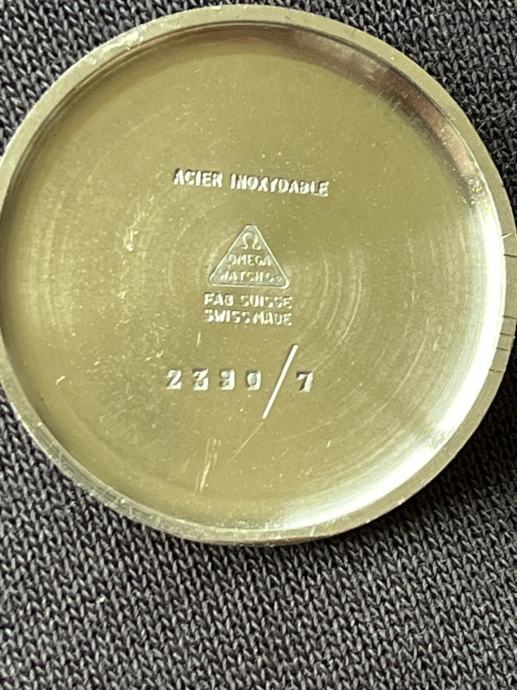 ACIER INOXYDABLE
Ω
OMEGA
WATCH Co
FAB. SUISSE
SWISS MADE
2390/7